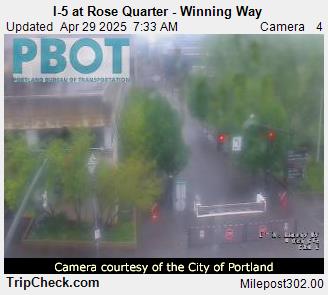 I-5 at Rose Quarter - Winning Way
Updated Apr 29 2025 7:33 AM Camera 4
PBOT
PORTLAND BUREAU OF TRANSPORTATION
Camera courtesy of the City of Portland
TripCheck.com Milepost302.00